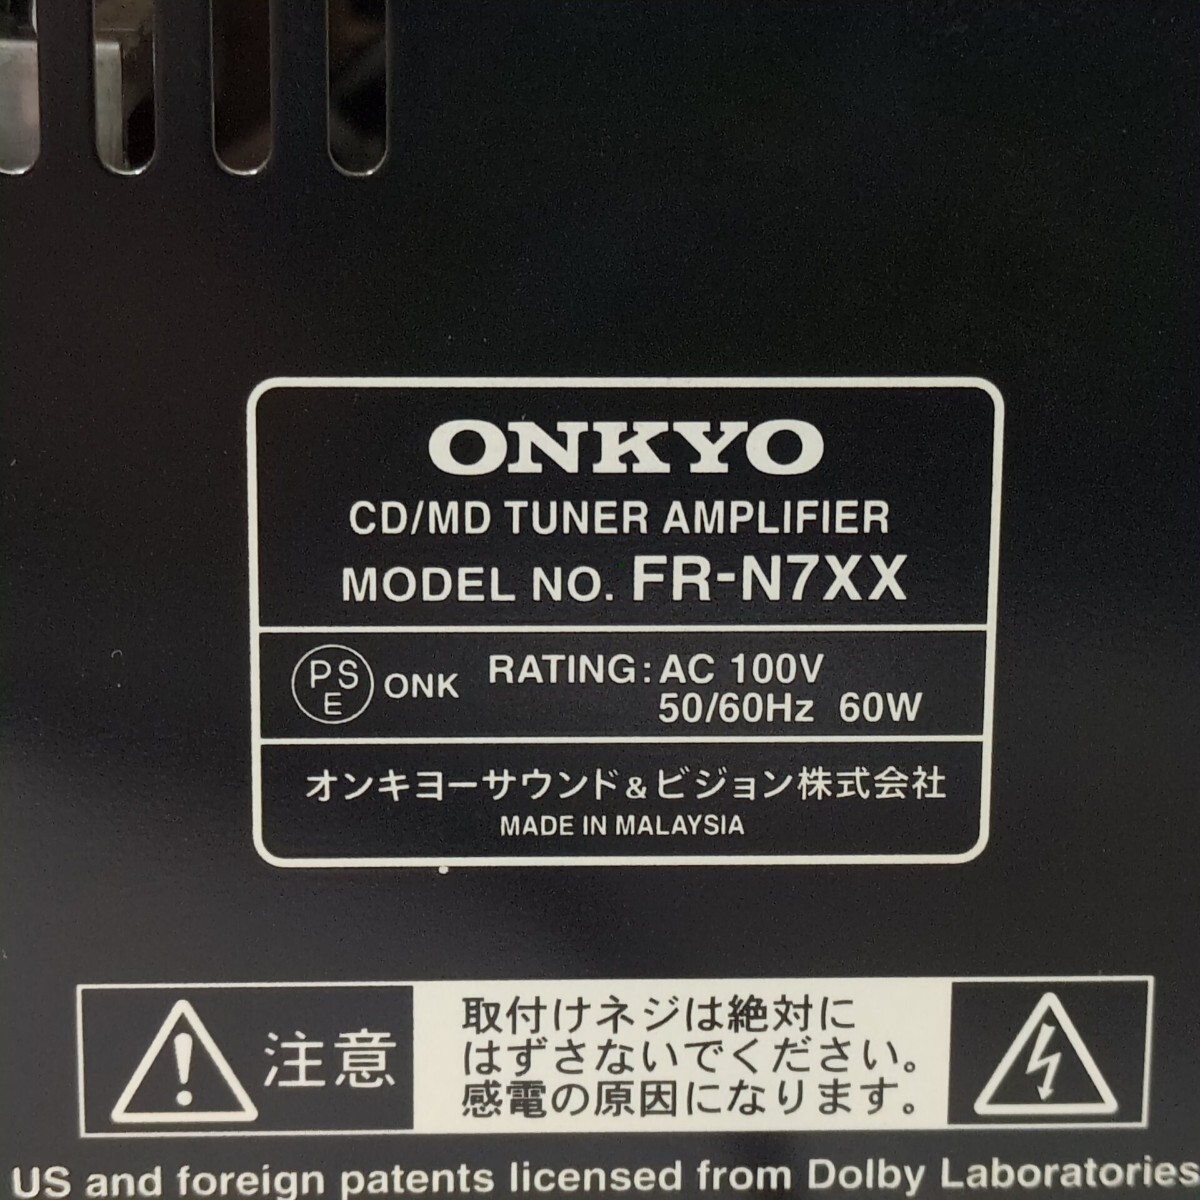 ONKYO
CD/MD TUNER AMPLIFIER
MODEL NO. FR-N7XX
PSE ONK RATING: AC 100V
50/60Hz 60W
オンキヨーサウンド&ビジョン株式会社
MADE IN MALAYSIA
注意
取付けネジは絶対に
はずさないでください。
感電の原因になります。
US and foreign patents licensed from Dolby Laboratories